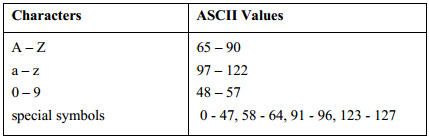 Characters ASCII Values
A – Z 65 – 90
a – z 97 – 122
0 – 9 48 – 57
special symbols 0 - 47, 58 - 64, 91 - 96, 123 - 127